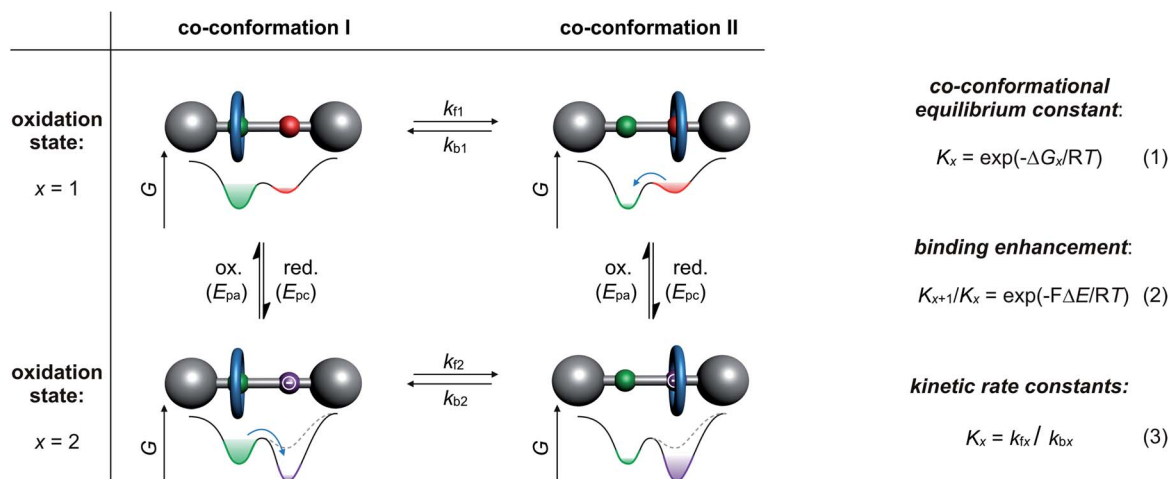 co-conformation I
co-conformation II
oxidation
state:
x = 1
G
k_f1
k_b1
G
ox.
(E_pa)
red.
(E_pc)
ox.
(E_pa)
red.
(E_pc)
oxidation
state:
x = 2
G
k_f2
k_b2
G
co-conformational
equilibrium constant:
K_x = exp(-ΔG_x/RT) (1)
binding enhancement:
K_x+1/K_x = exp(-FΔE/RT) (2)
kinetic rate constants:
K_x = k_fx / k_bx (3)